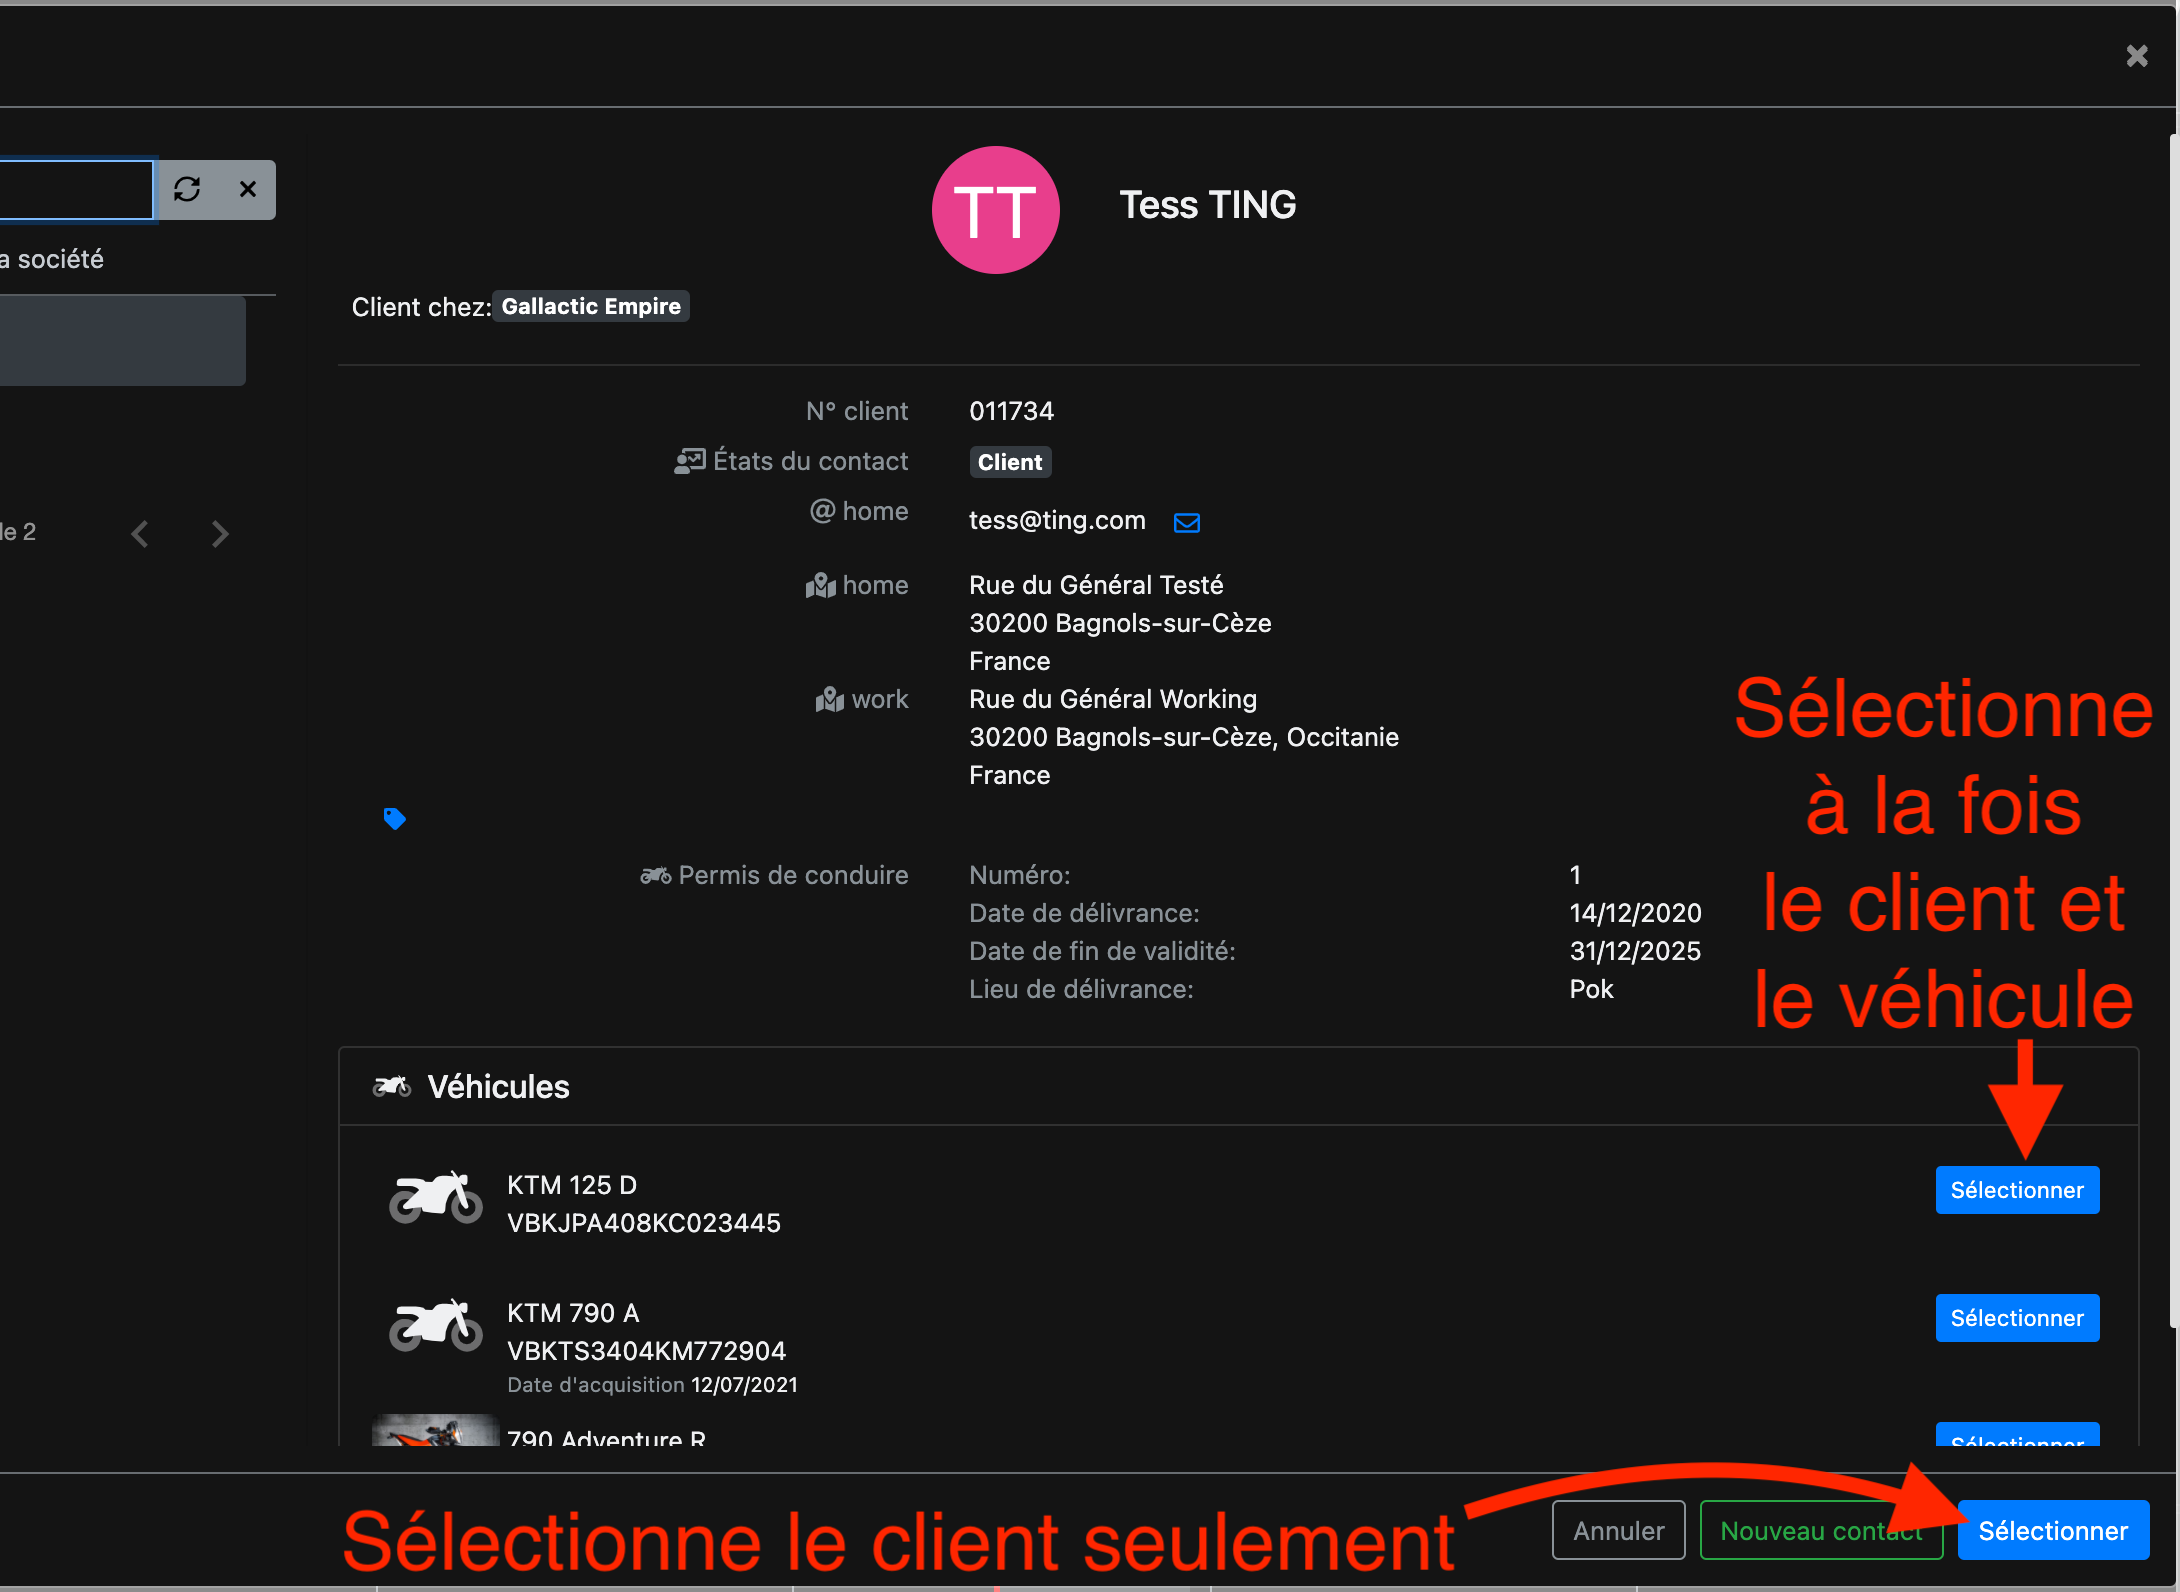 a société
le 2
TT
Tess TING
Client chez: Gallactic Empire
N° client 011734
États du contact Client
@ home tess@ting.com
home Rue du Général Testé
30200 Bagnols-sur-Cèze
France
work Rue du Général Working
30200 Bagnols-sur-Cèze, Occitanie
France
Permis de conduire Numéro: 1
Date de délivrance: 14/12/2020
Date de fin de validité: 31/12/2025
Lieu de délivrance: Pok
Sélectionne
à la fois
le client et
le véhicule
Véhicules
KTM 125 D
VBKJPA408KC023445
Sélectionner
KTM 790 A
VBKTS3404KM772904
Date d'acquisition 12/07/2021
Sélectionner
790 Adventure R
Sélectionner
Sélectionne le client seulement
Annuler
Nouveau contact
Sélectionner